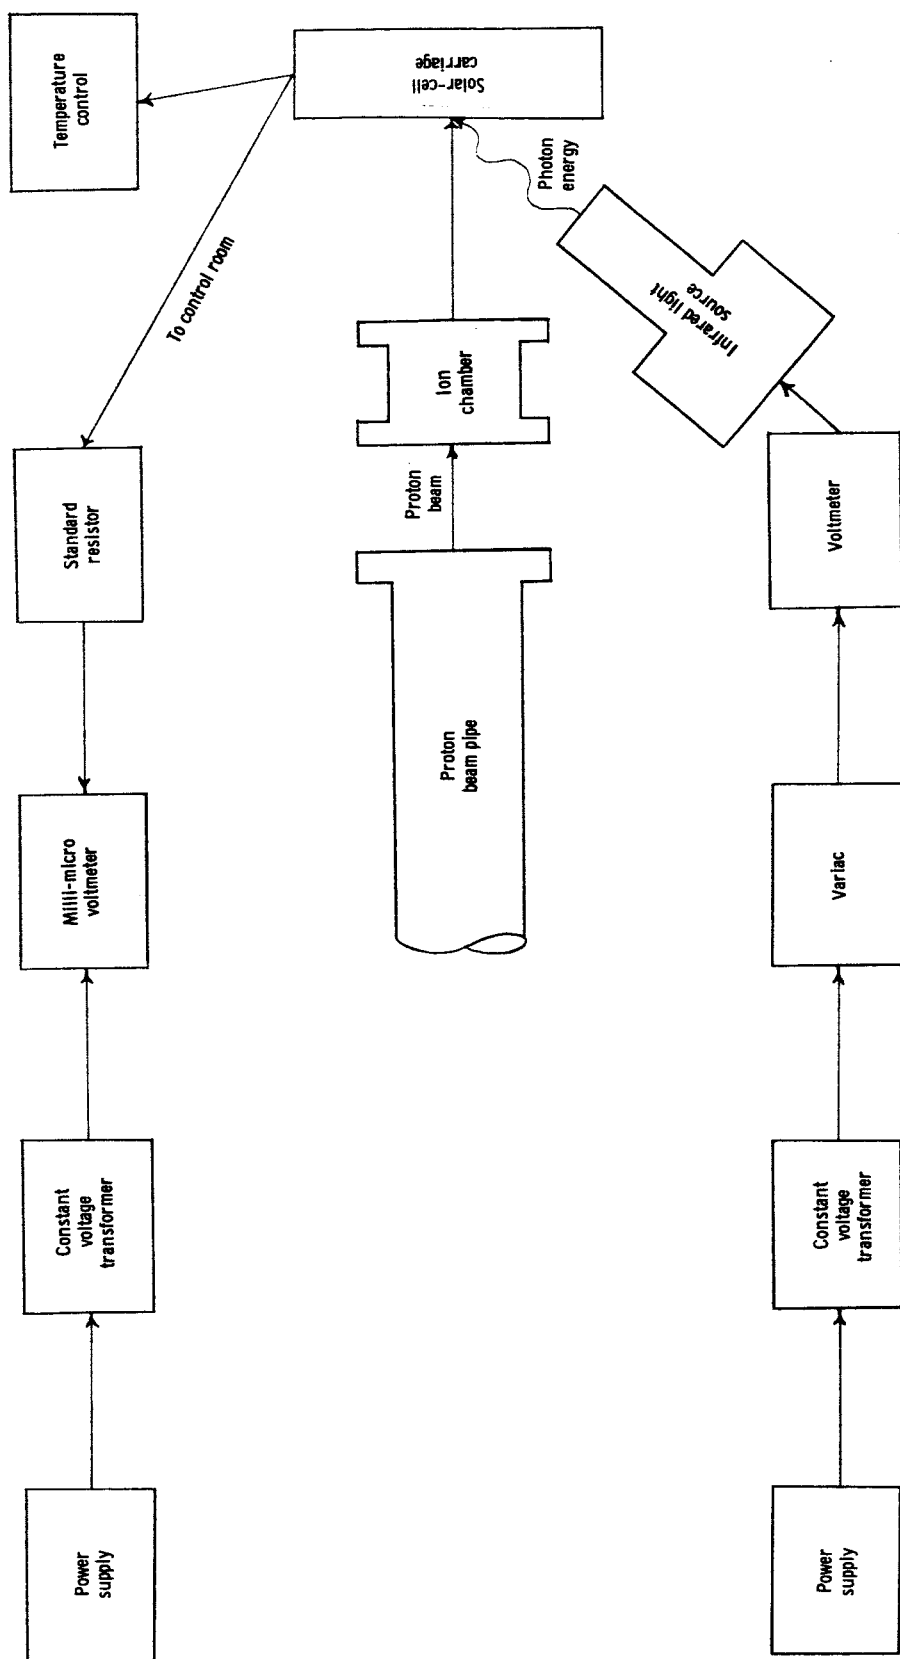 Temperature
control
Solar-cell
carriage
To control room
Photon
energy
Infrared light
source
Ion
chamber
Proton
beam
Standard
resistor
Voltmeter
Proton
beam pipe
Milli-micro
voltmeter
Variac
Constant
voltage
transformer
Constant
voltage
transformer
Power
supply
Power
supply